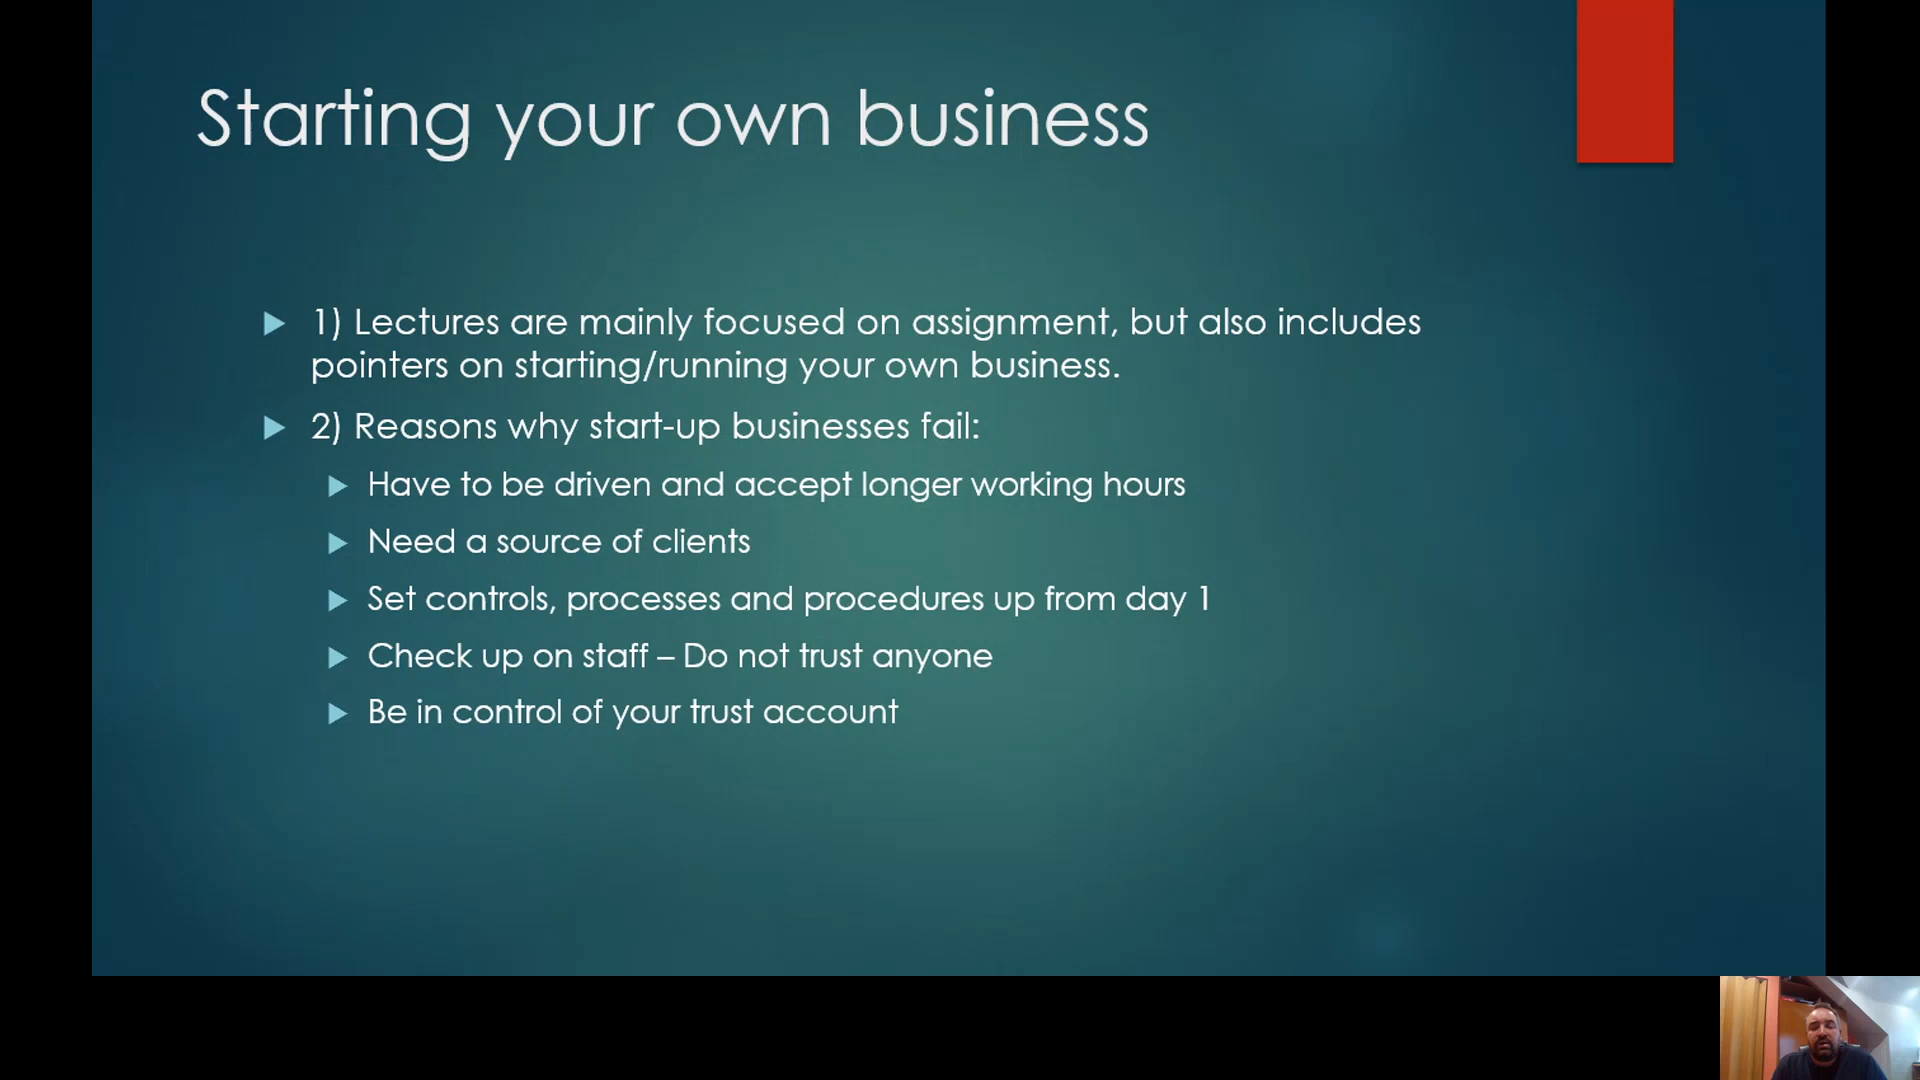 Starting your own business
1) Lectures are mainly focused on assignment, but also includes
pointers on starting/running your own business.
2) Reasons why start-up businesses fail:
Have to be driven and accept longer working hours
Need a source of clients
Set controls, processes and procedures up from day 1
Check up on staff – Do not trust anyone
Be in control of your trust account